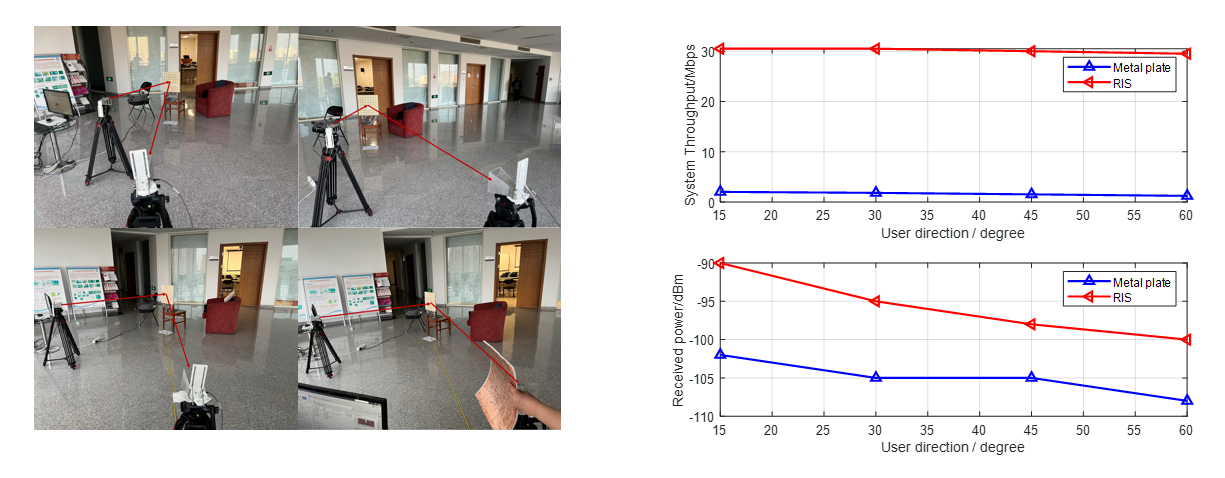 System Throughput/Mbps
30
20
10
0
Metal plate
RIS
15 20 25 30 35 40 45 50 55 60
User direction / degree
Received power/dBm
-90
-95
-100
-105
-110
Metal plate
RIS
15 20 25 30 35 40 45 50 55 60
User direction / degree